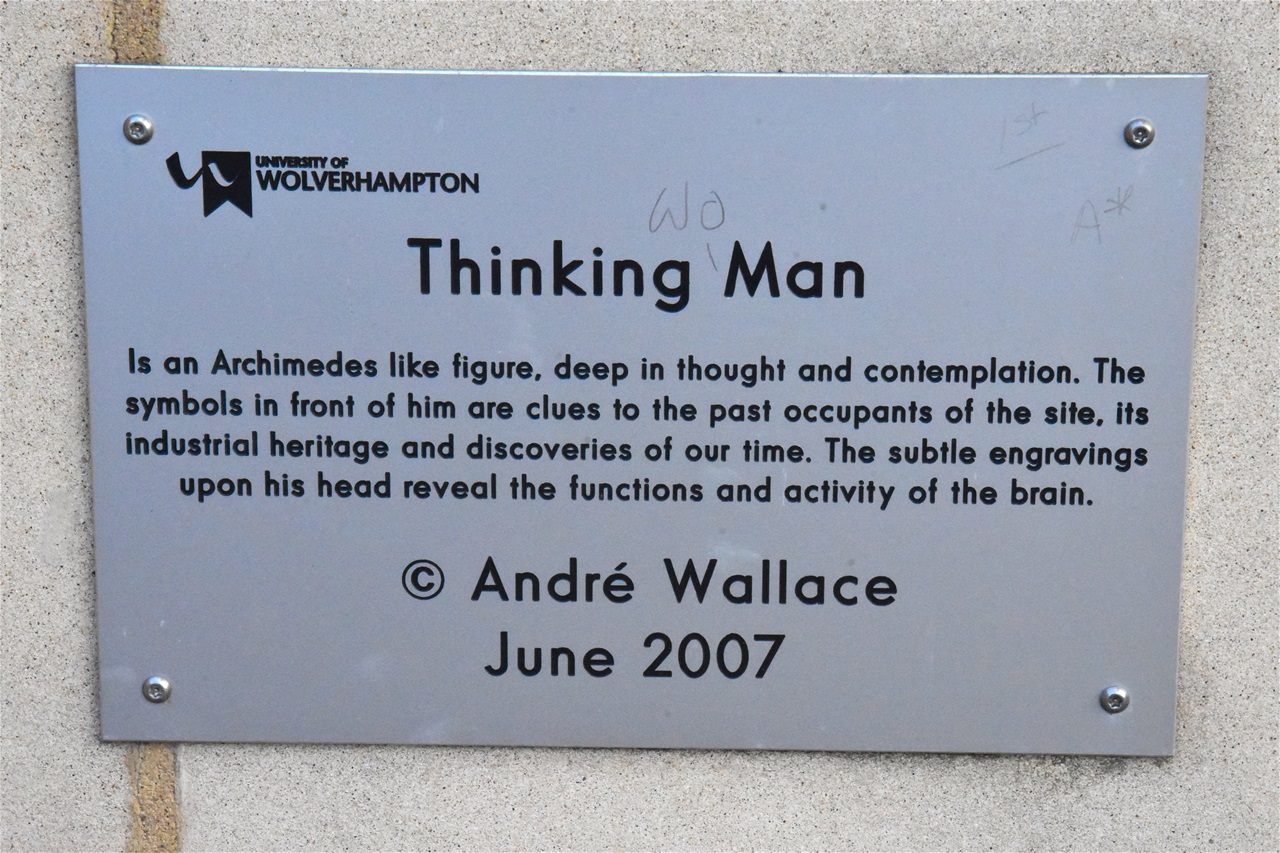 UNIVERSITY OF
WOLVERHAMPTON
1st
A*
WO
Thinking Man
Is an Archimedes like figure, deep in thought and contemplation. The
symbols in front of him are clues to the past occupants of the site, its
industrial heritage and discoveries of our time. The subtle engravings
upon his head reveal the functions and activity of the brain.
© André Wallace
June 2007